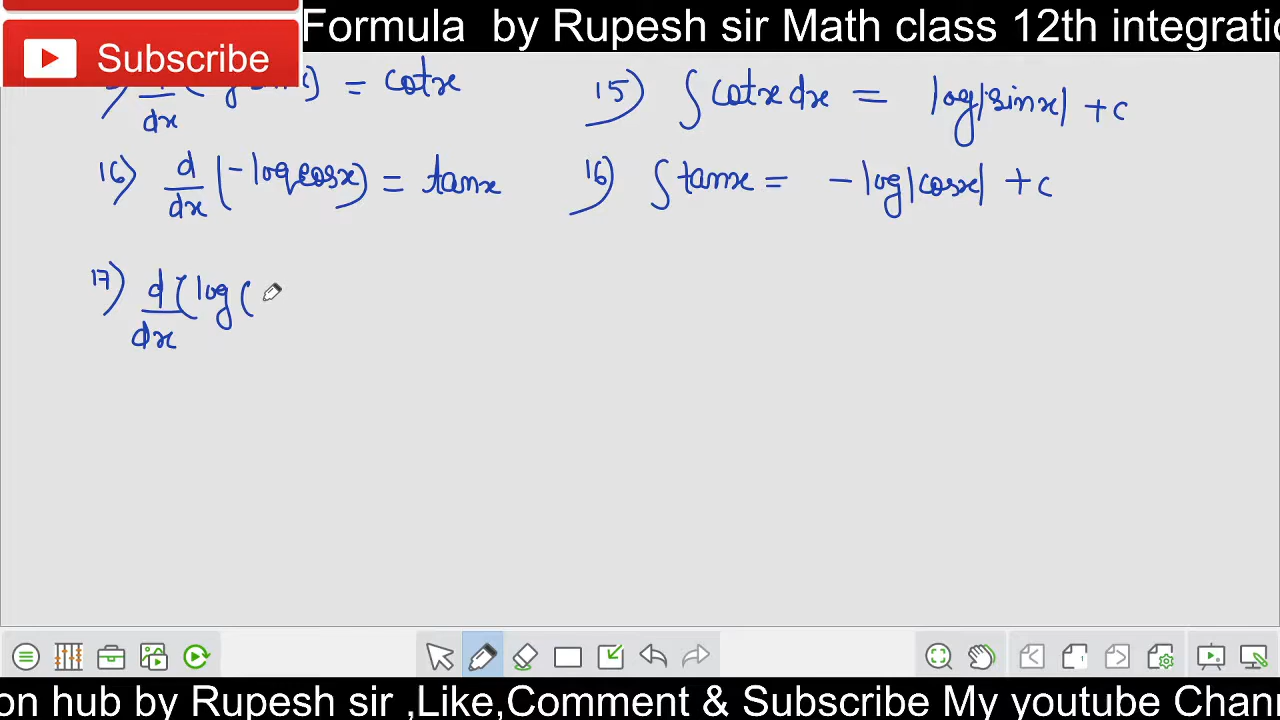 Formula by Rupesh sir Math class 12th integratio
Subscribe
d/dx = cotx
15) ∫ cotx dx = log|sinx| + c
16) d/dx (-log cosx) = tanx
16) ∫ tanx = -log|cosx| + c
17) d/dx (log (
on hub by Rupesh sir ,Like,Comment & Subscribe My youtube Chan